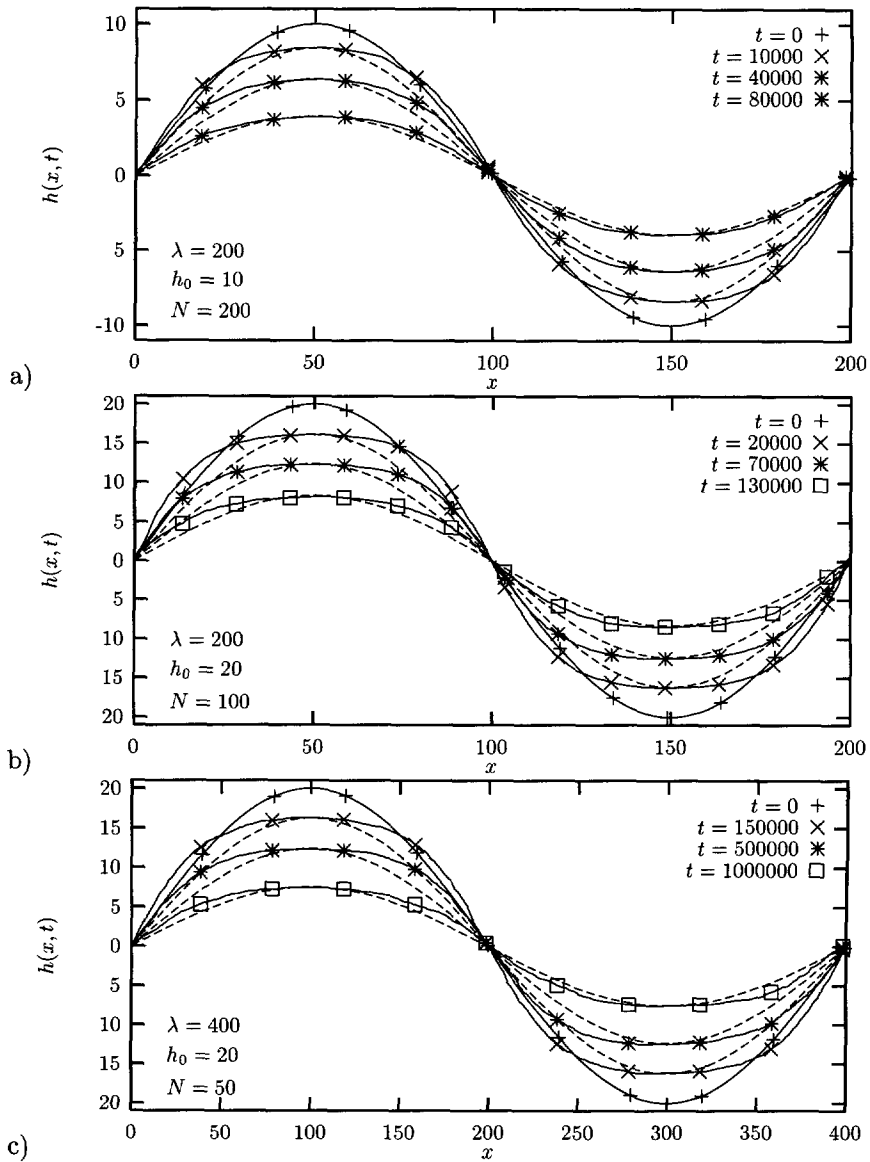 10
5
0
5
-10
h(x,t)
t = 0 +
t = 10000 ×
t = 40000 ✳
t = 80000 ✳
λ = 200
h₀ = 10
N = 200
0 50 100 150 200
x
a)
20
15
10
5
0
5
10
15
20
h(x,t)
t = 0 +
t = 20000 ×
t = 70000 ✳
t = 130000 □
λ = 200
h₀ = 20
N = 100
0 50 100 150 200
x
b)
20
15
10
5
0
5
10
15
20
h(x,t)
t = 0 +
t = 150000 ×
t = 500000 ✳
t = 1000000 □
λ = 400
h₀ = 20
N = 50
0 50 100 150 200 250 300 350 400
x
c)